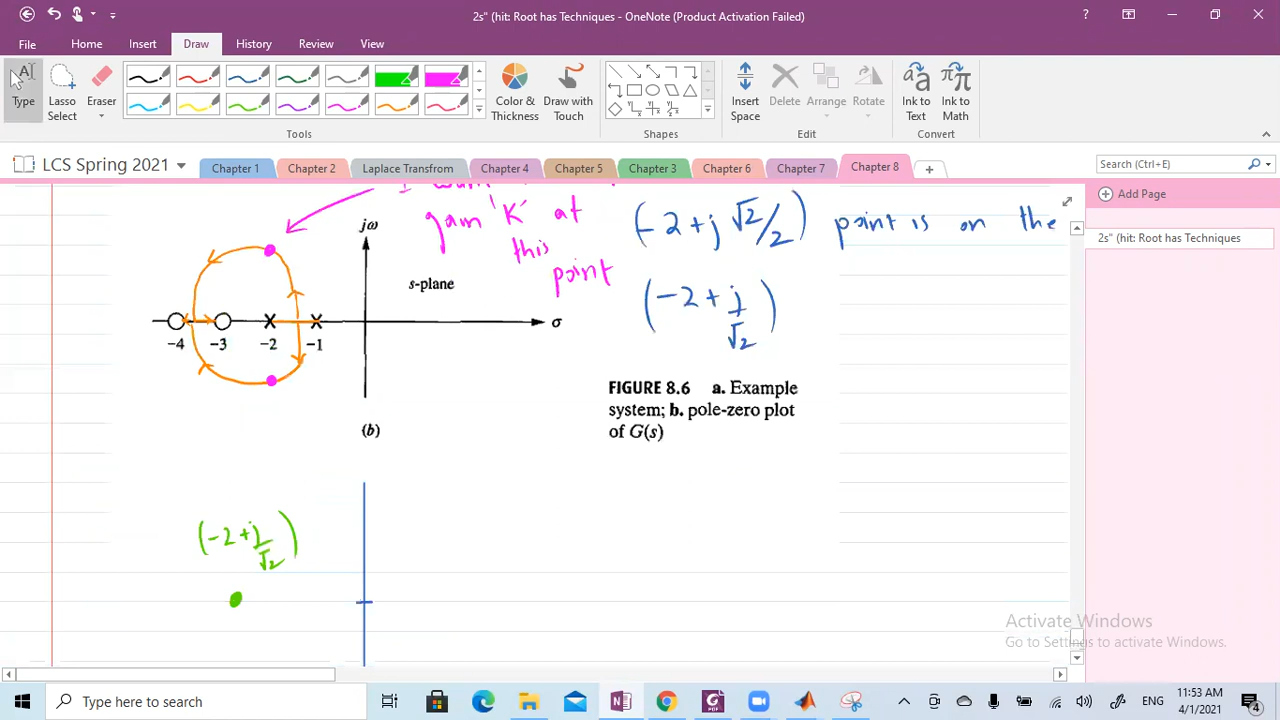 2s" (hit: Root has Techniques - OneNote (Product Activation Failed)
File Home Insert Draw History Review View
Type
Lasso Select
Eraser
Color & Thickness
Draw with Touch
Insert Space
Delete
Arrange
Rotate
Ink to Text
Ink to Math
Tools
Shapes
Edit
Convert
LCS Spring 2021
Chapter 1
Chapter 2
Laplace Transfrom
Chapter 4
Chapter 5
Chapter 3
Chapter 6
Chapter 7
Chapter 8
Search (Ctrl+E)
Add Page
2s" (hit: Root has Techniques
gain 'K' at
this
point
(-2 + j √2/2) point is on the
(-2 + j/√2)
jω
s-plane
σ
-4 -3 -2 -1
(b)
FIGURE 8.6 a. Example
system; b. pole-zero plot
of G(s)
(-2 + j/√2)
Activate Windows
Go to Settings to activate Windows.
Type here to search
ENG
11:53 AM
4/1/2021
4